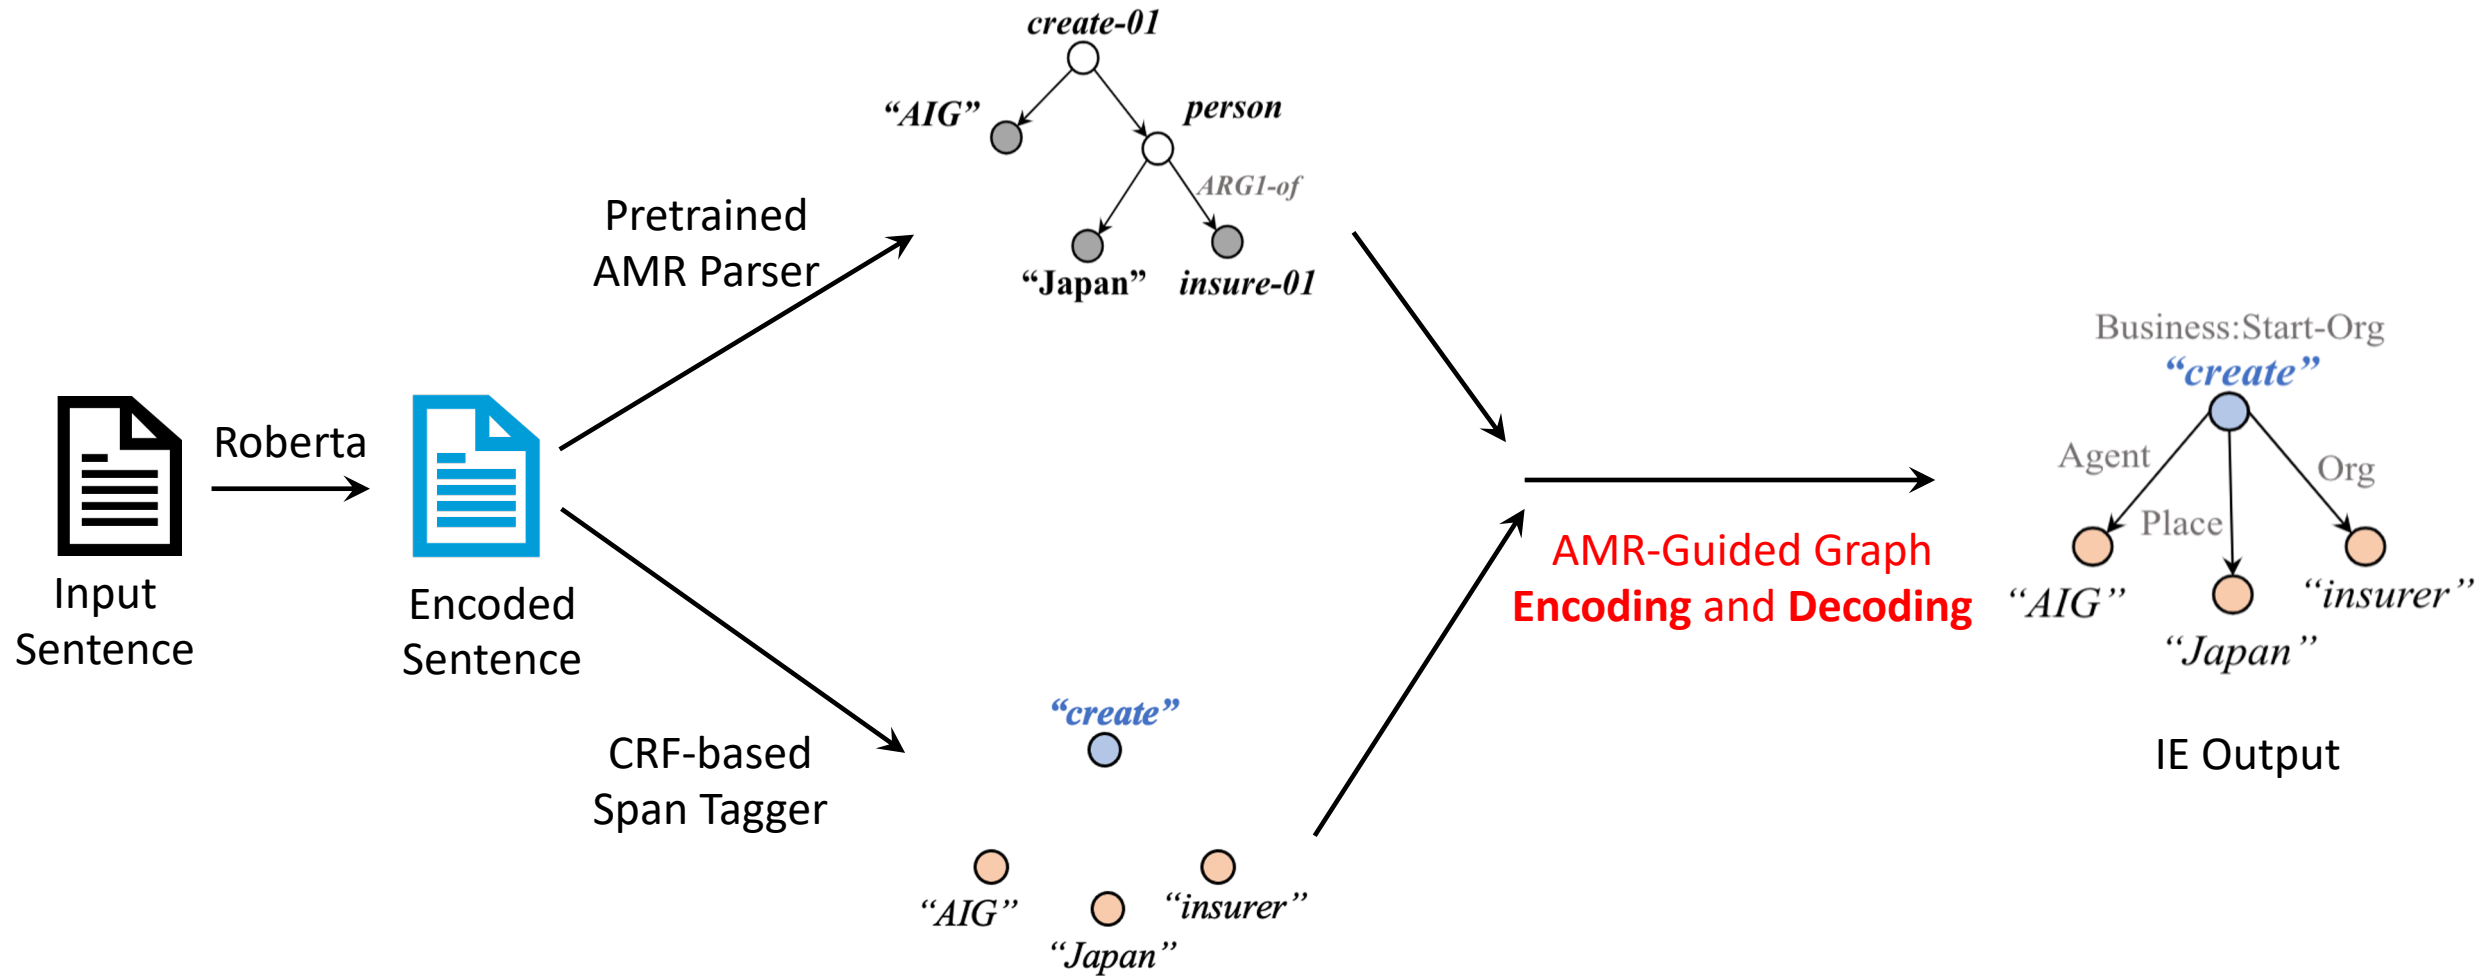 Input
Sentence
Roberta
Encoded
Sentence
Pretrained
AMR Parser
create-01
“AIG”
person
ARG1-of
“Japan”
insure-01
CRF-based
Span Tagger
“create”
“AIG”
“Japan”
“insurer”
AMR-Guided Graph
Encoding and Decoding
Business:Start-Org
“create”
Agent
Place
Org
“AIG”
“Japan”
“insurer”
IE Output